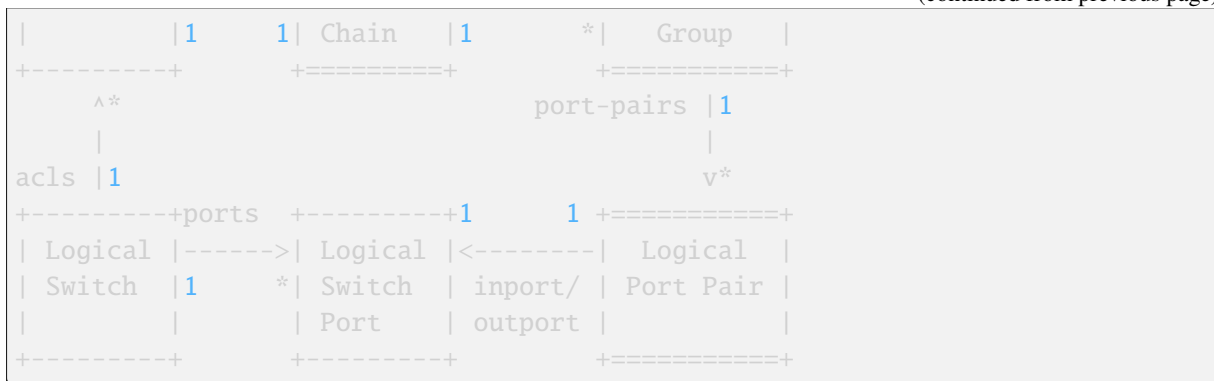 (continued from previous page)
|         |1     1| Chain   |1       *|   Group   |
+---------+       +=========+         +===========+
     ^*                           port-pairs |1
     |                                       |
acls |1                                      v*
+---------+ports  +---------+1      1 +===========+
| Logical |------>| Logical |<--------|  Logical  |
| Switch  |1     *| Switch  | inport/ | Port Pair |
|         |       | Port    | outport |           |
+---------+       +---------+         +===========+